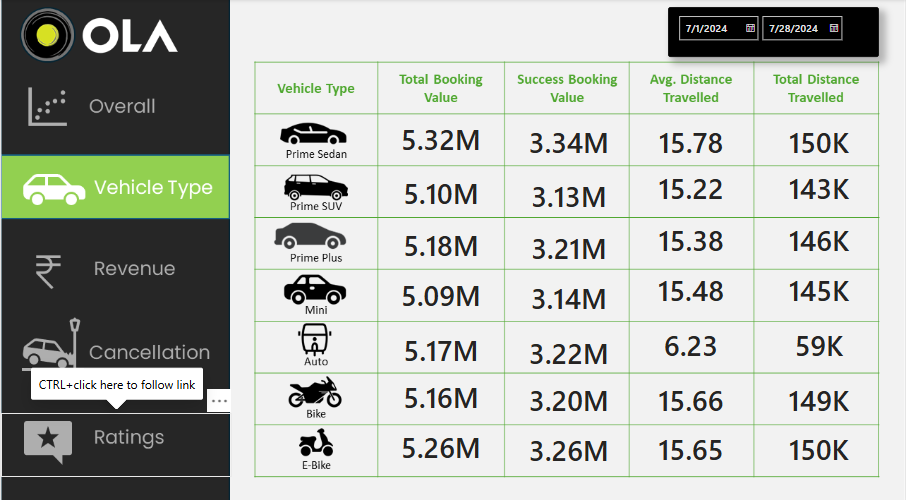 OLA
7/1/2024 7/28/2024
Overall
Vehicle Type
Revenue
Cancellation
CTRL+click here to follow link
...
Ratings
Vehicle Type Total Booking Value Success Booking Value Avg. Distance Travelled Total Distance Travelled
Prime Sedan 5.32M 3.34M 15.78 150K
Prime SUV 5.10M 3.13M 15.22 143K
Prime Plus 5.18M 3.21M 15.38 146K
Mini 5.09M 3.14M 15.48 145K
Auto 5.17M 3.22M 6.23 59K
Bike 5.16M 3.20M 15.66 149K
E-Bike 5.26M 3.26M 15.65 150K